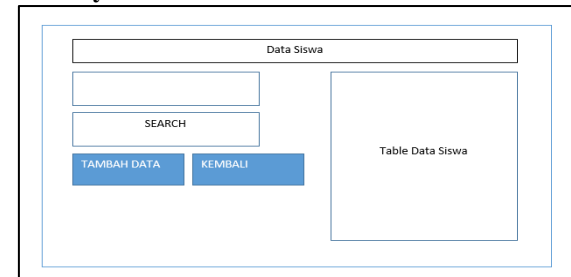 Data Siswa
SEARCH
TAMBAH DATA
KEMBALI
Table Data Siswa